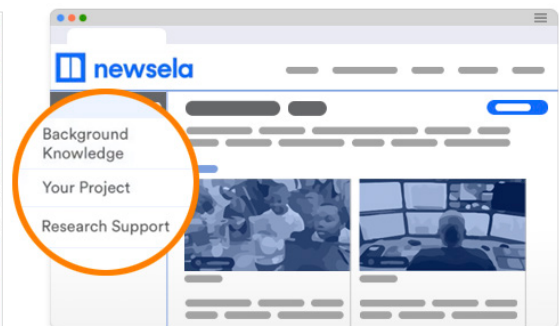 newsela
Background
Knowledge
Your Project
Research Support